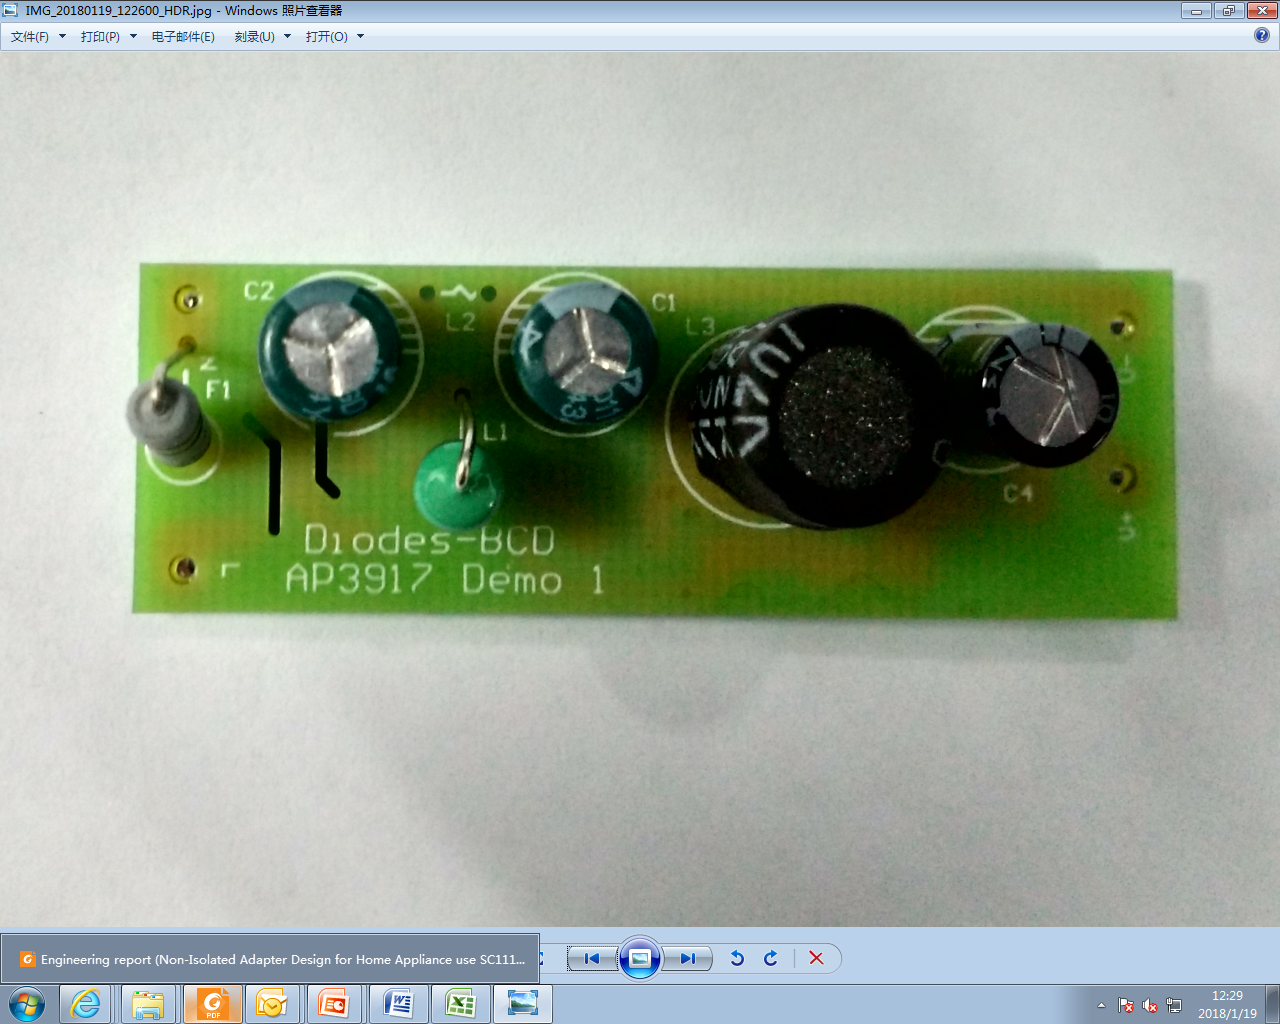 IMG_20180119_122600_HDR.jpg - Windows 照片查看器
文件(F) 打印(P) 电子邮件(E) 刻录(U) 打开(O)
C2
L2
C1
L3
N
F1
L1
C4
L
Diodes-BCD
AP3917 Demo 1
Engineering report (Non-Isolated Adapter Design for Home Appliance use SC111...
PDF
12:29
2018/1/19